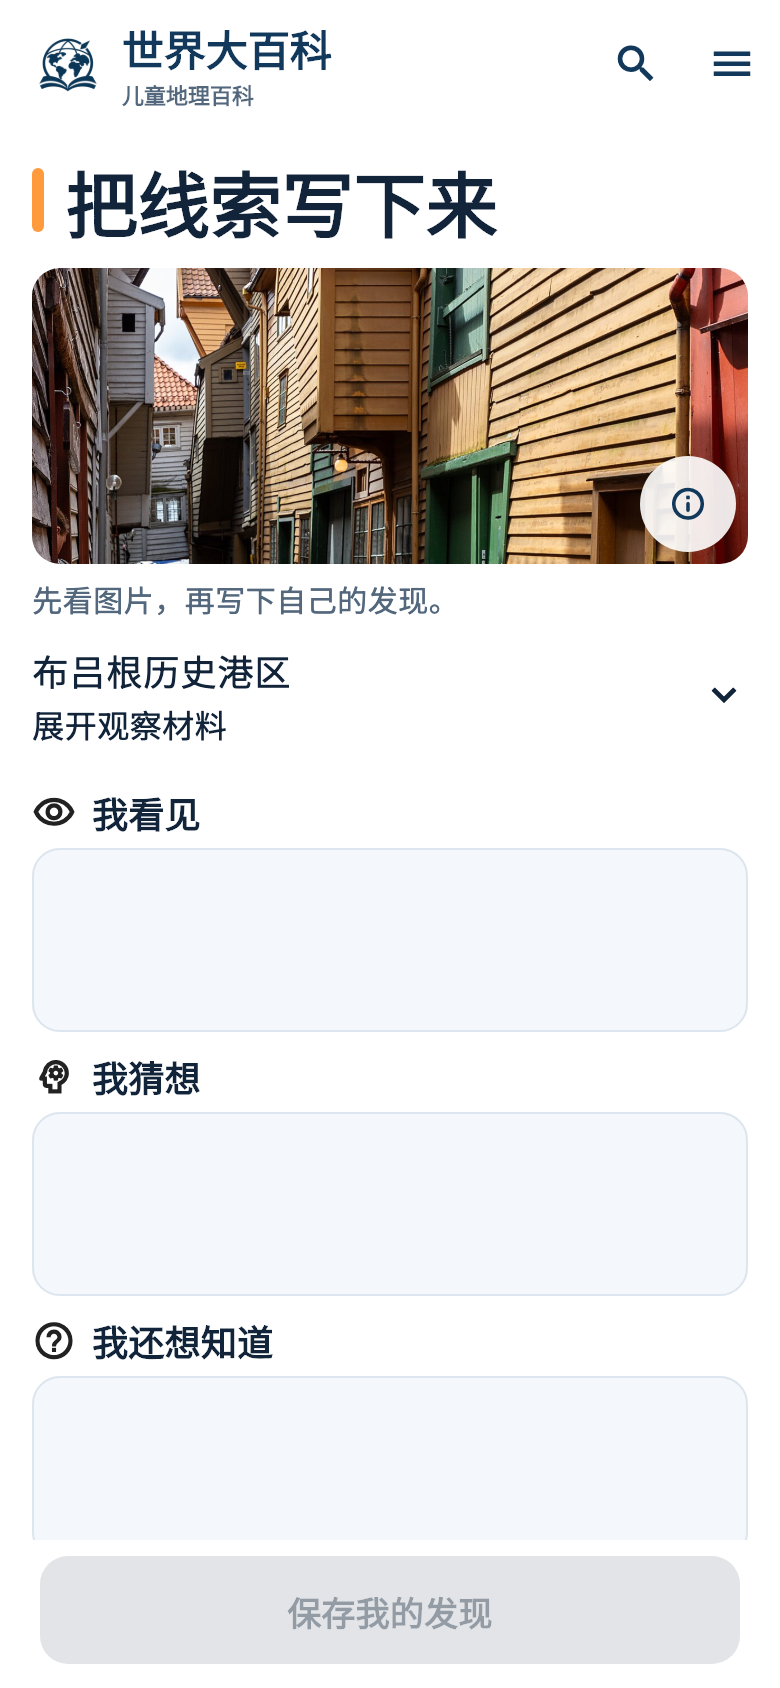 世界大百科
儿童地理百科
把线索写下来
先看图片，再写下自己的发现。
布吕根历史港区
展开观察材料
我看见
我猜想
我还想知道
保存我的发现